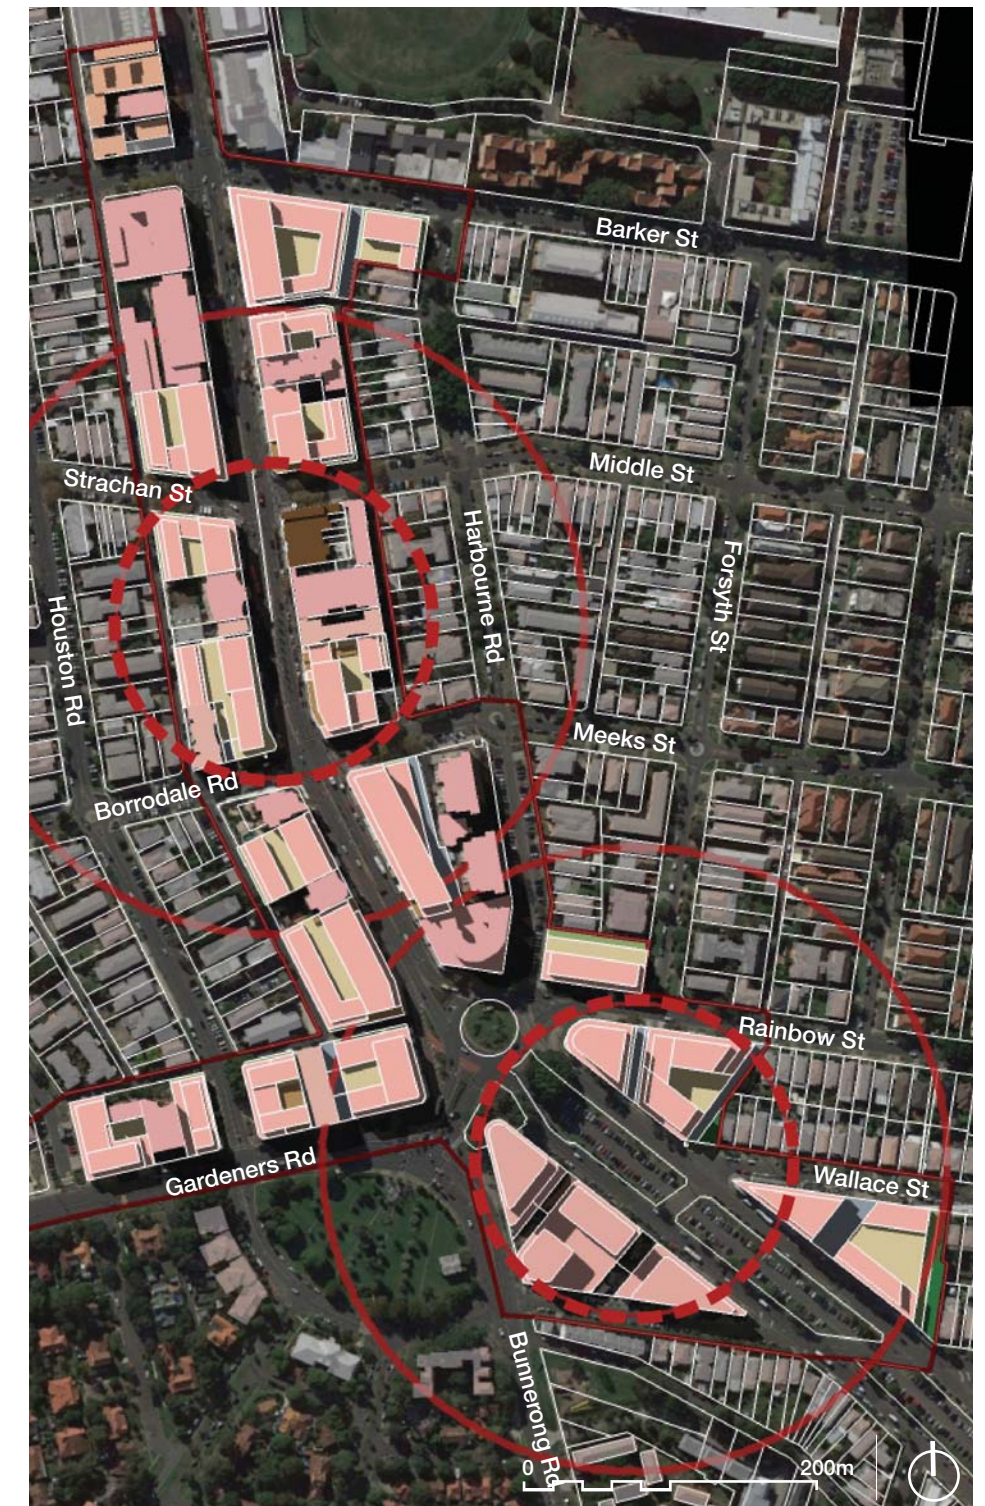 Barker St
Middle St
Strachan St
Harbourne Rd
Forsyth St
Houston Rd
Meeks St
Borrodale Rd
Rainbow St
Gardeners Rd
Wallace St
Bunnerong Rd
0
200m